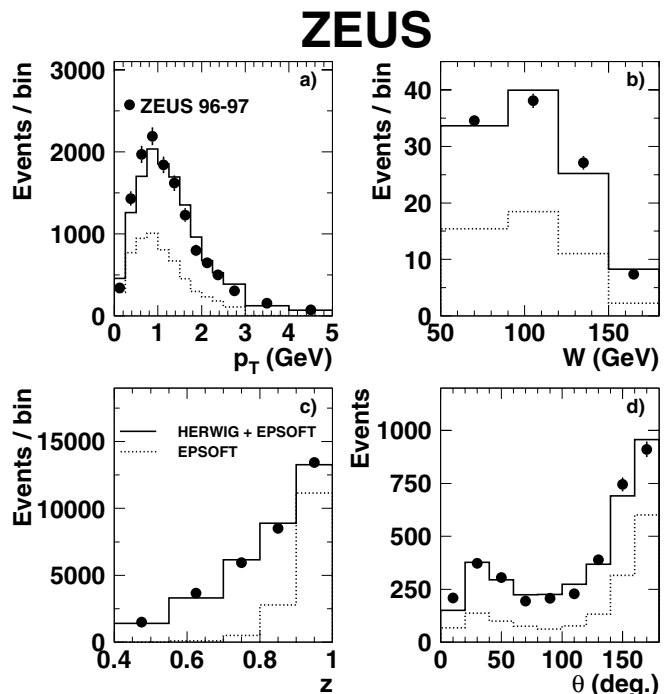 ZEUS
Events / bin
3000
2000
1000
0
a)
ZEUS 96-97
0 1 2 3 4 5
p_T (GeV)
Events / bin
40
30
20
10
0
b)
50 100 150
W (GeV)
Events / bin
15000
10000
5000
0
c)
HERWIG + EPSOFT
EPSOFT
0.4 0.6 0.8 1
z
Events
1000
750
500
250
0
d)
0 50 100 150
θ (deg.)